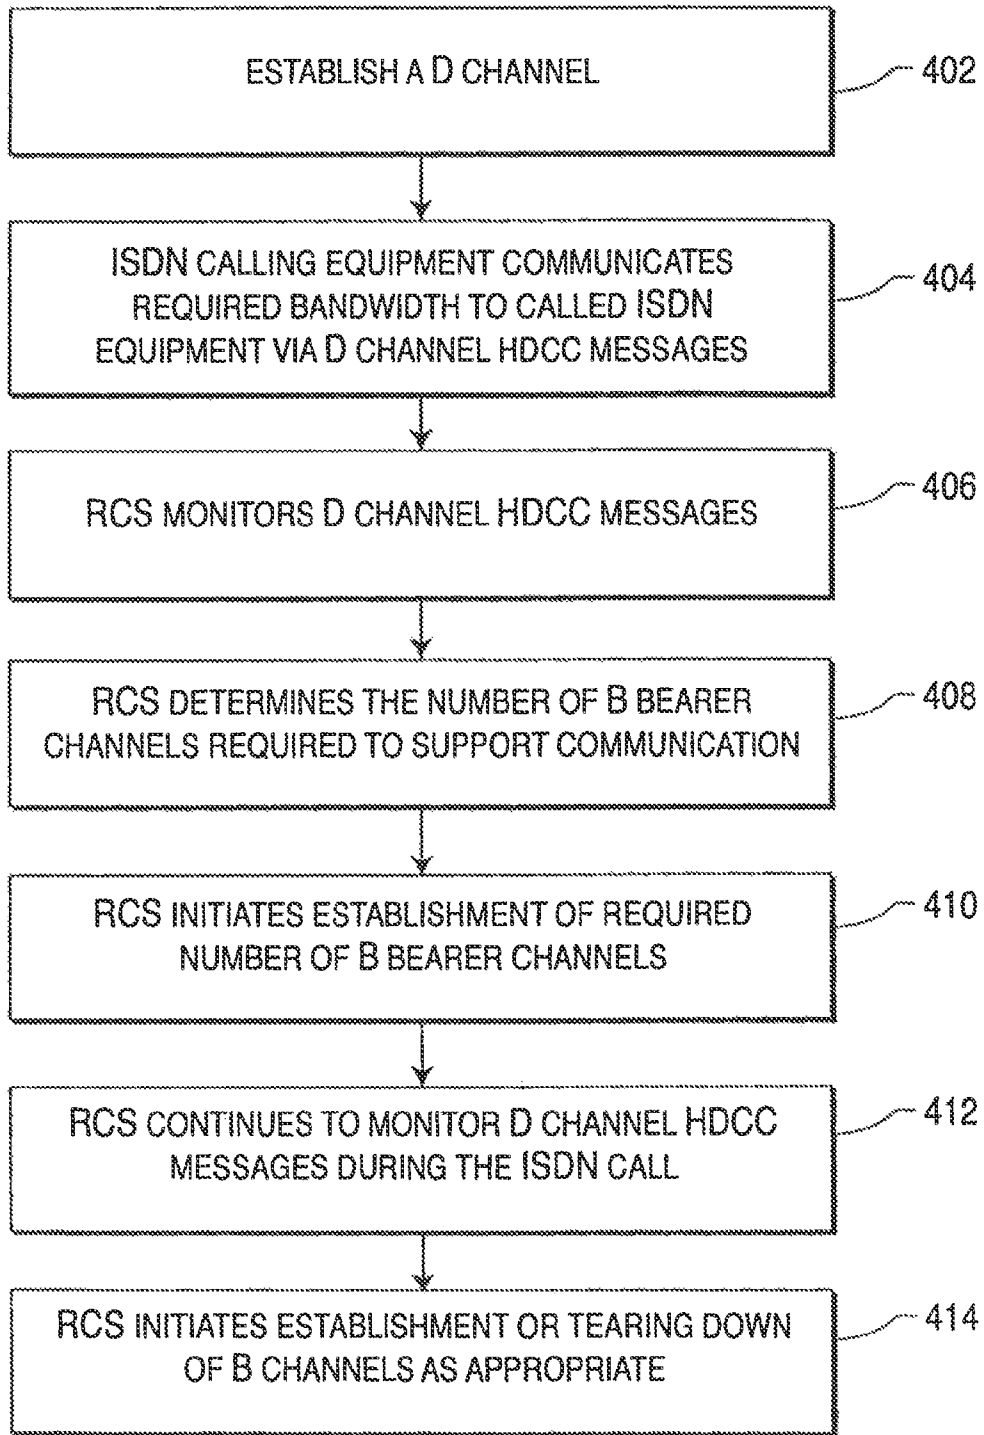 ESTABLISH A D CHANNEL
402
ISDN CALLING EQUIPMENT COMMUNICATES
REQUIRED BANDWIDTH TO CALLED ISDN
EQUIPMENT VIA D CHANNEL HDCC MESSAGES
404
RCS MONITORS D CHANNEL HDCC MESSAGES
406
RCS DETERMINES THE NUMBER OF B BEARER
CHANNELS REQUIRED TO SUPPORT COMMUNICATION
408
RCS INITIATES ESTABLISHMENT OF REQUIRED
NUMBER OF B BEARER CHANNELS
410
RCS CONTINUES TO MONITOR D CHANNEL HDCC
MESSAGES DURING THE ISDN CALL
412
RCS INITIATES ESTABLISHMENT OR TEARING DOWN
OF B CHANNELS AS APPROPRIATE
414